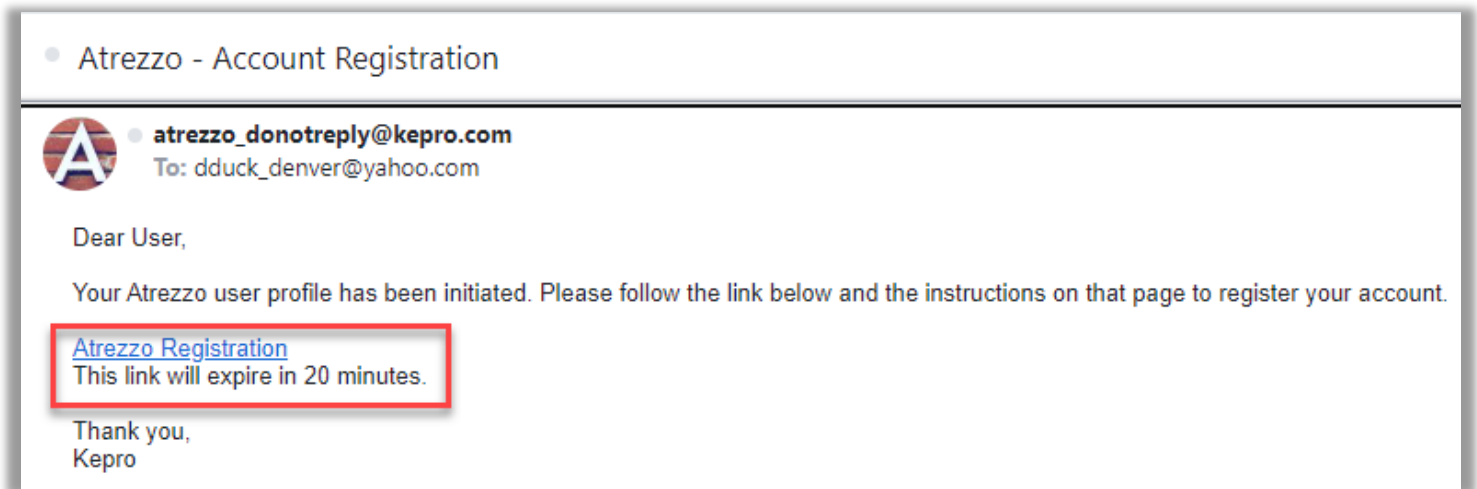 Atrezzo - Account Registration
A
atrezzo_donotreply@kepro.com
To: dduck_denver@yahoo.com
Dear User,
Your Atrezzo user profile has been initiated. Please follow the link below and the instructions on that page to register your account.
Atrezzo Registration
This link will expire in 20 minutes.
Thank you,
Kepro